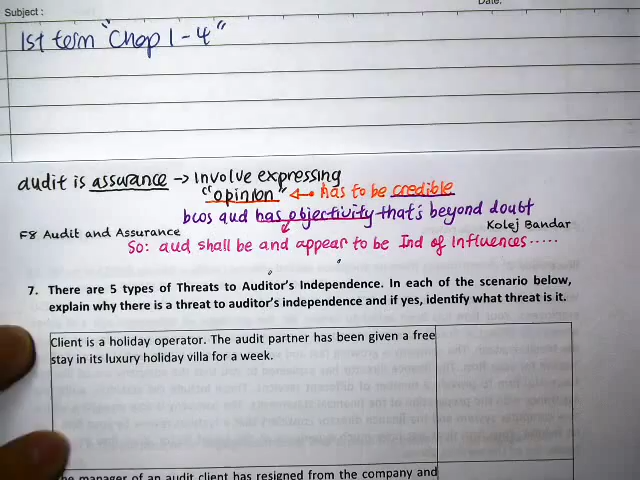 Subject :
Date:
1st term "Chap 1-4"
audit is assurance → Involve expressing
"opinion" ← has to be credible
bcos aud has objectivity that's beyond doubt
F8 Audit and Assurance
Kolej Bandar
So: aud shall be and appear to be Ind of Influences.....
7. There are 5 types of Threats to Auditor's Independence. In each of the scenario below,
explain why there is a threat to auditor's independence and if yes, identify what threat is it.
Client is a holiday operator. The audit partner has been given a free
stay in its luxury holiday villa for a week.
manager of an audit client has resigned from the company and